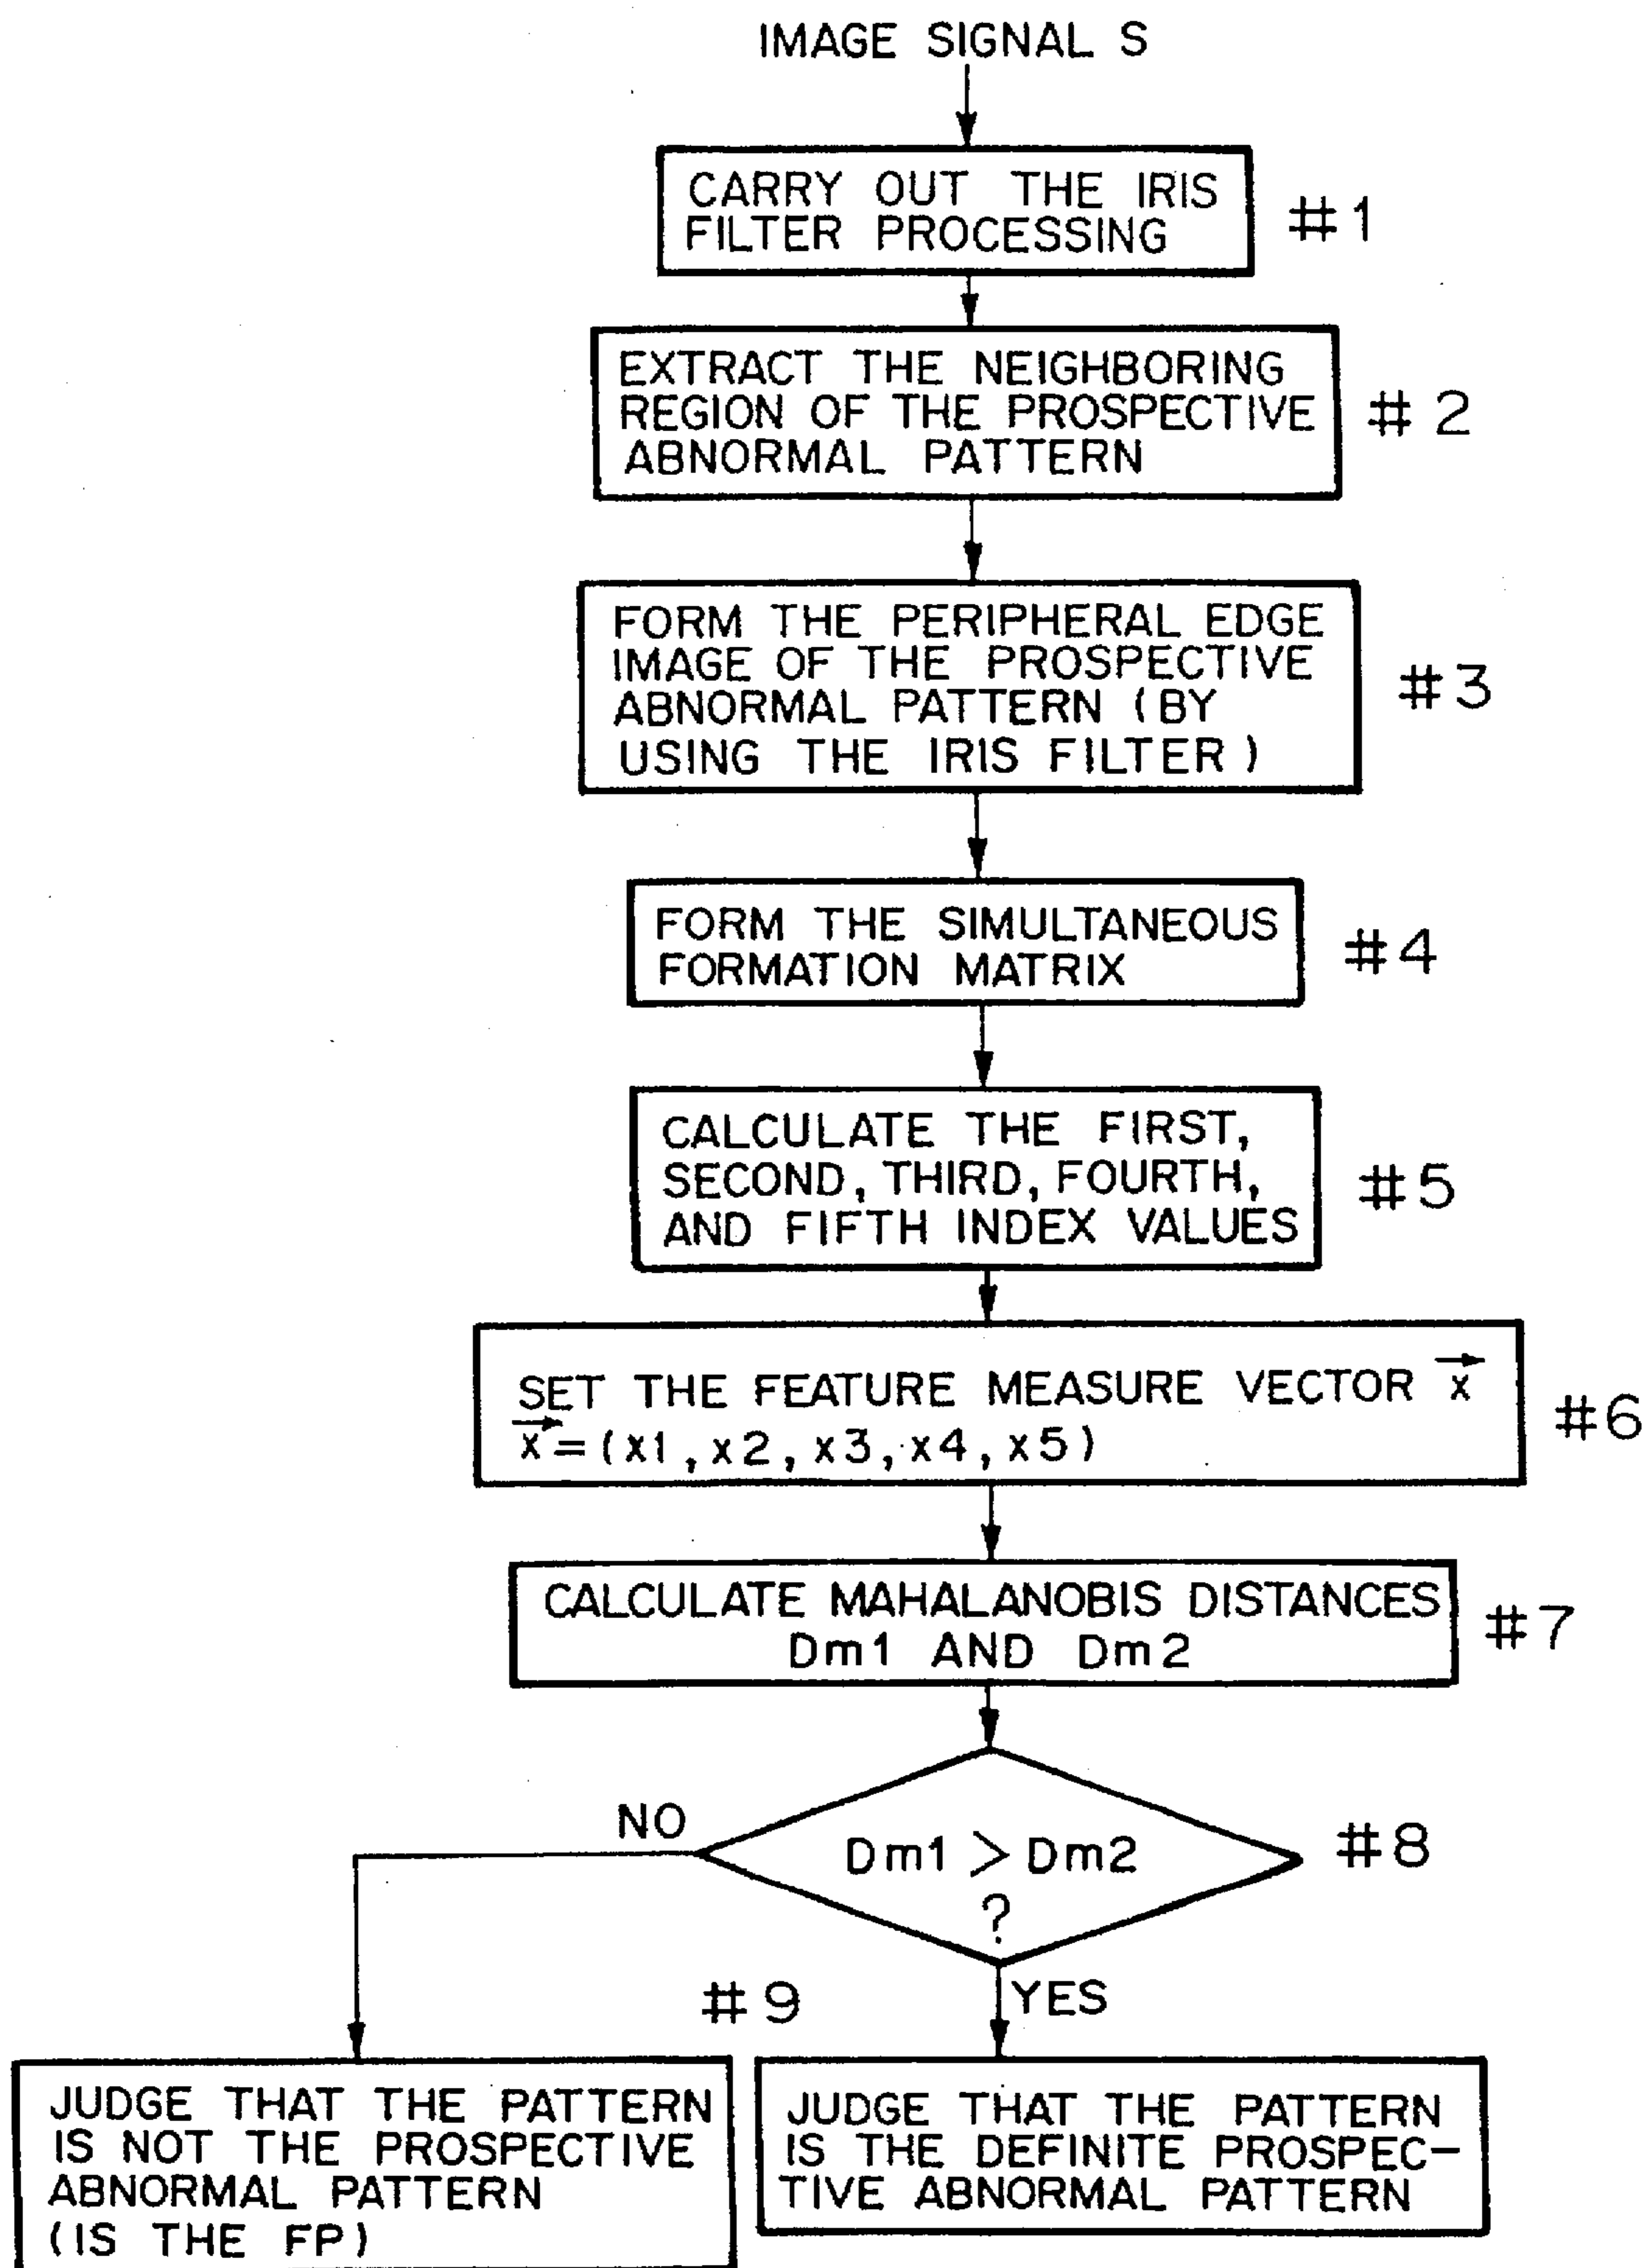 IMAGE SIGNAL S
CARRY OUT THE IRIS
FILTER PROCESSING
#1
EXTRACT THE NEIGHBORING
REGION OF THE PROSPECTIVE
ABNORMAL PATTERN
#2
FORM THE PERIPHERAL EDGE
IMAGE OF THE PROSPECTIVE
ABNORMAL PATTERN (BY
USING THE IRIS FILTER)
#3
FORM THE SIMULTANEOUS
FORMATION MATRIX
#4
CALCULATE THE FIRST,
SECOND, THIRD, FOURTH,
AND FIFTH INDEX VALUES
#5
SET THE FEATURE MEASURE VECTOR x⃗
x⃗ = (x1, x2, x3, x4, x5)
#6
CALCULATE MAHALANOBIS DISTANCES
Dm1 AND Dm2
#7
Dm1 > Dm2
?
#8
NO
YES
#9
JUDGE THAT THE PATTERN
IS NOT THE PROSPECTIVE
ABNORMAL PATTERN
(IS THE FP)
JUDGE THAT THE PATTERN
IS THE DEFINITE PROSPEC-
TIVE ABNORMAL PATTERN